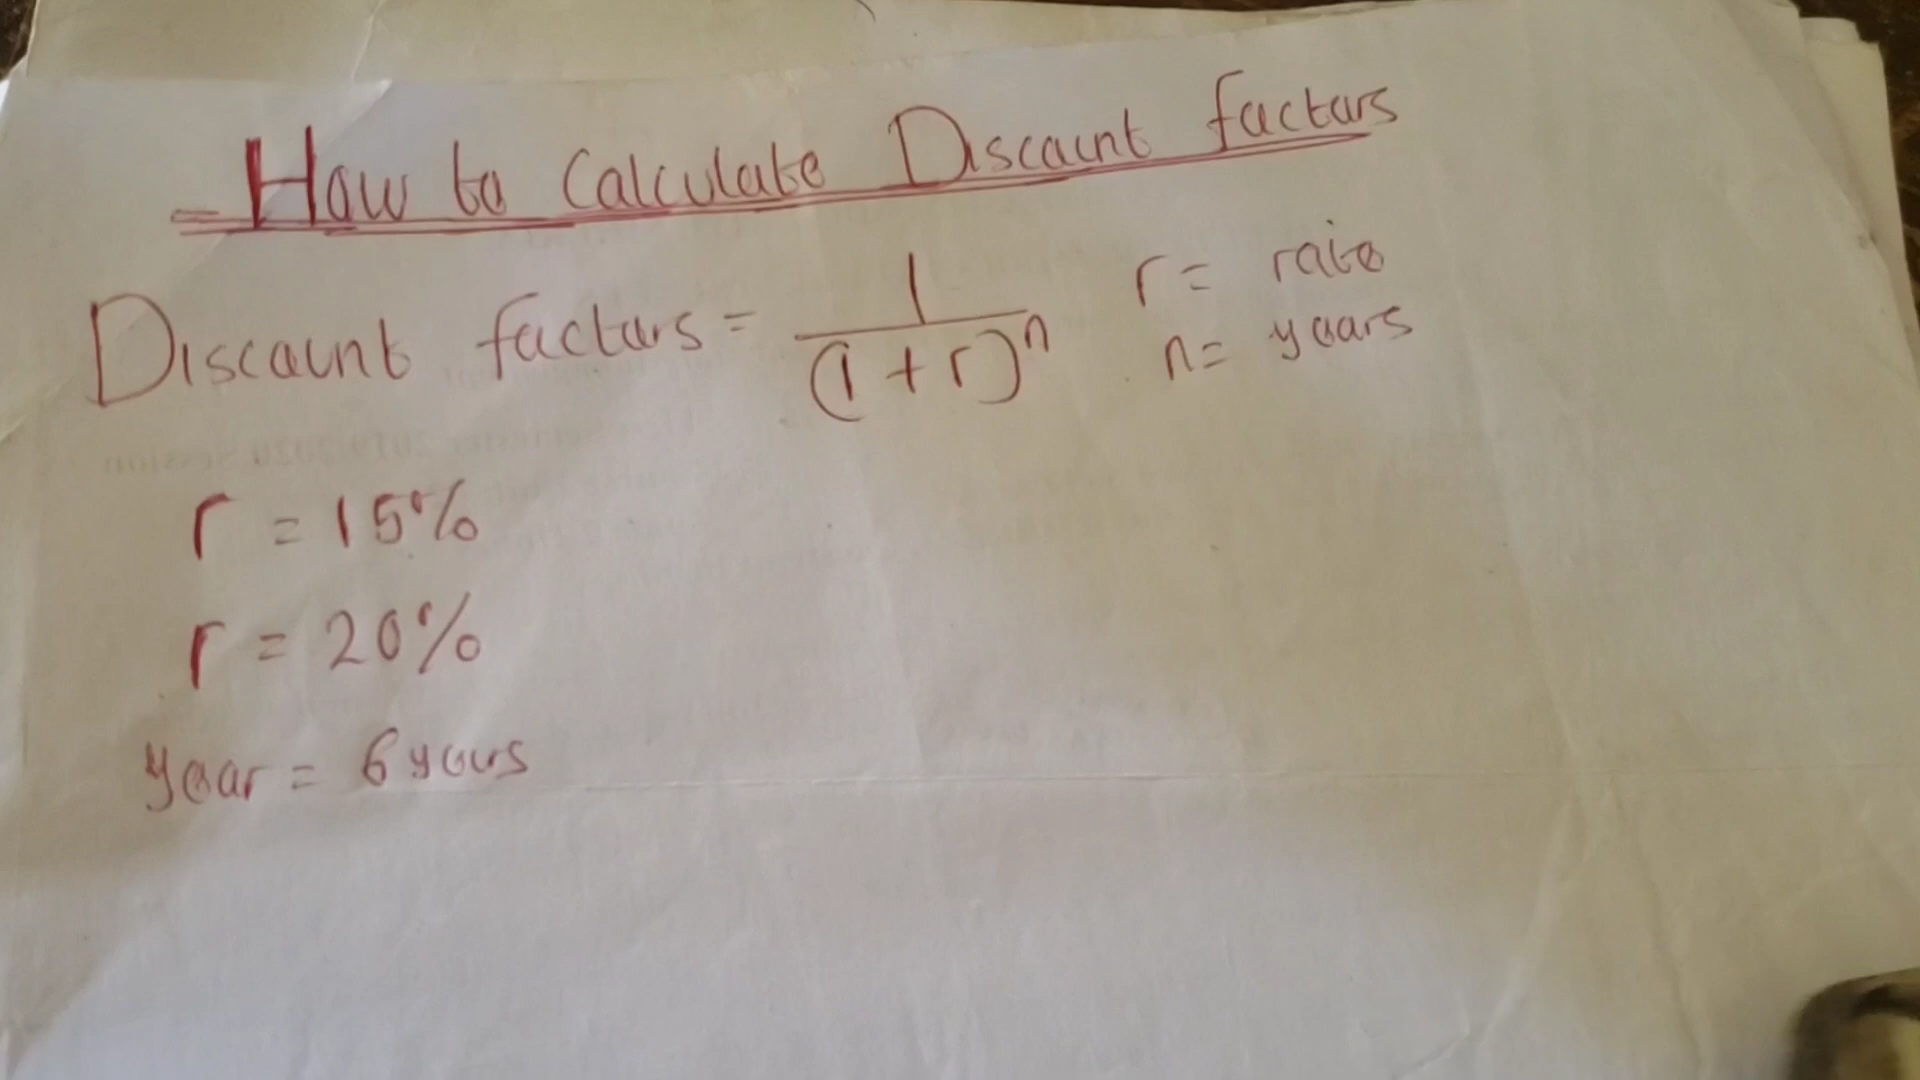 How to Calculate Discount factors
Discount factors = 1/(1+r)^n
r = rate
n = years
r = 15%
r = 20%
year = 6 years